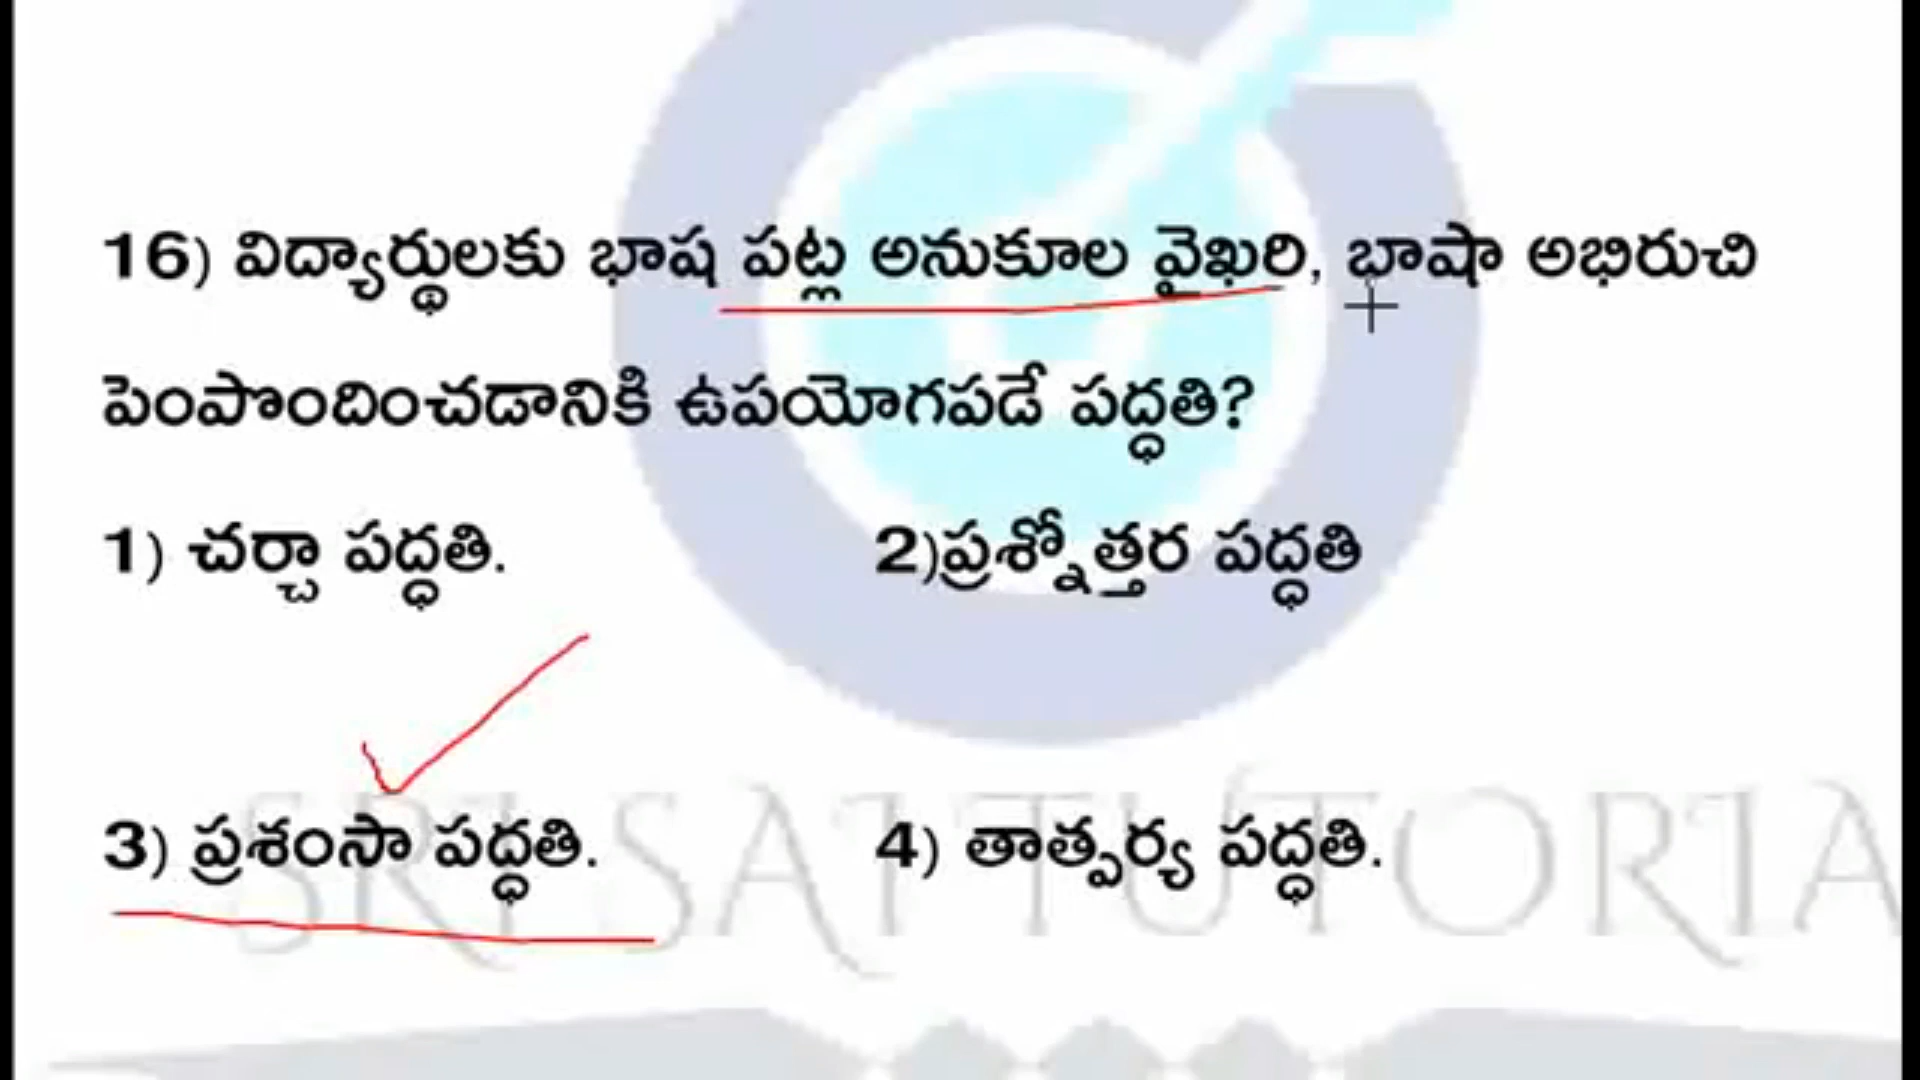 16) విద్యార్థులకు భాష పట్ల అనుకూల వైఖరి, భాషా అభిరుచి
పెంపొందించడానికి ఉపయోగపడే పద్ధతి?
1) చర్చా పద్ధతి. 2)ప్రశ్నోత్తర పద్ధతి
3) ప్రశంసా పద్ధతి. 4) తాత్పర్య పద్ధతి.
SRI SAI TUTORIA